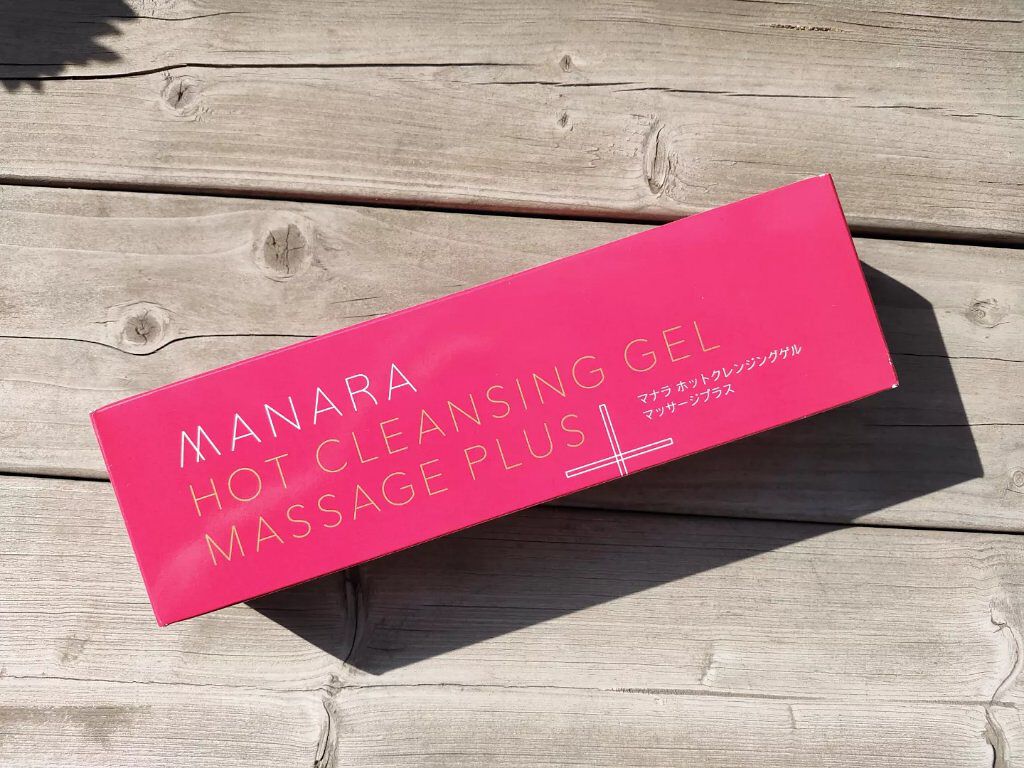 MANARA
HOT CLEANSING GEL
MASSAGE PLUS
マナラ ホットクレンジングゲル
マッサージプラス